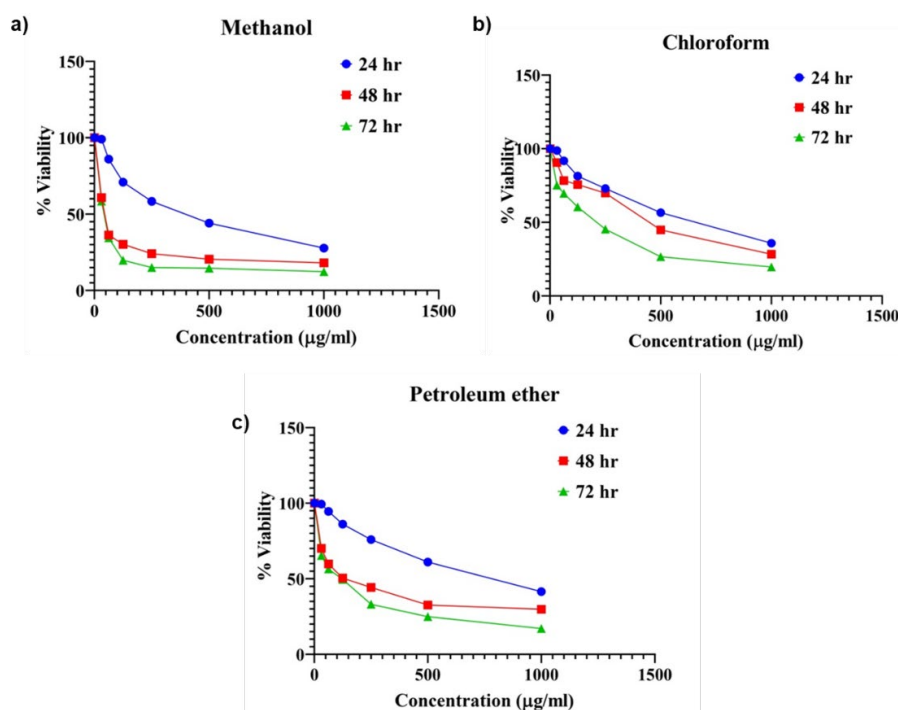 a)
Methanol
150
100
50
0
0
500
1000
1500
% Viability
Concentration (µg/ml)
24 hr
48 hr
72 hr
b)
Chloroform
150
100
50
0
0
500
1000
1500
% Viability
Concentration (µg/ml)
24 hr
48 hr
72 hr
c)
Petroleum ether
150
100
50
0
0
500
1000
1500
% Viability
Concentration (µg/ml)
24 hr
48 hr
72 hr